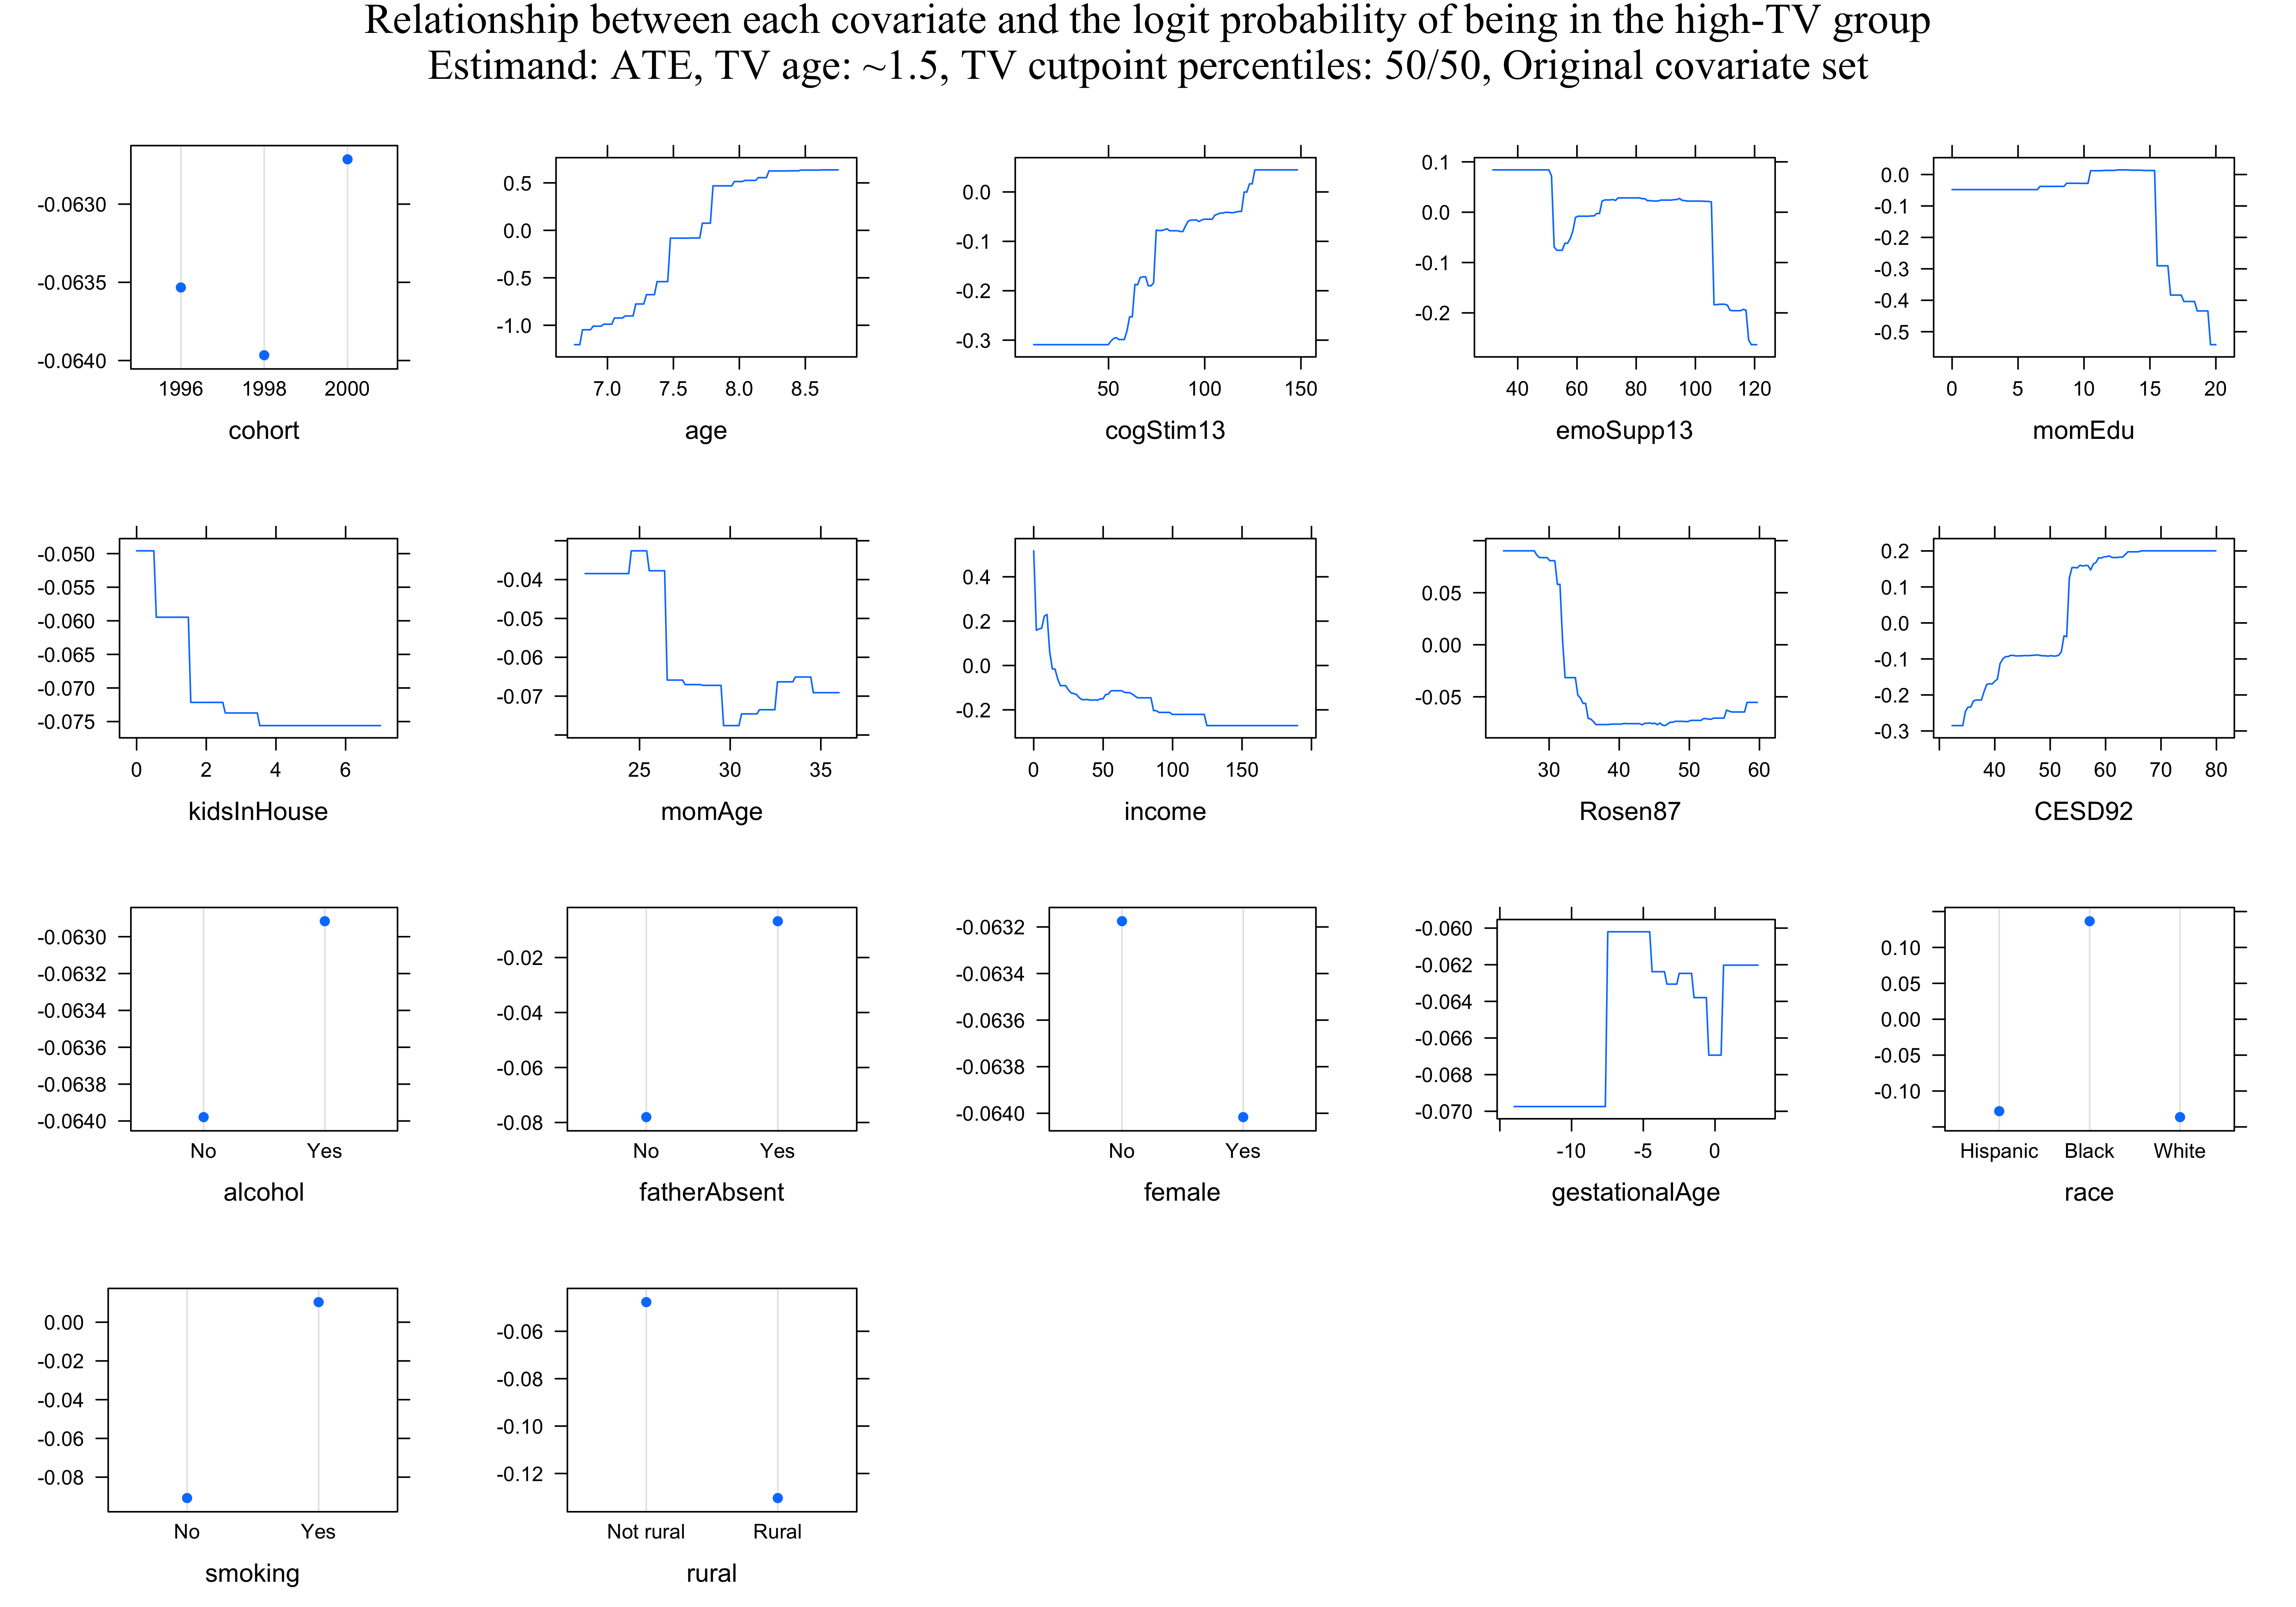 Relationship between each covariate and the logit probability of being in the high-TV group
Estimand: ATE, TV age: ~1.5, TV cutpoint percentiles: 50/50, Original covariate set
-0.0630
-0.0635
-0.0640
1996 1998 2000
cohort
0.5
0.0
-0.5
-1.0
7.0 7.5 8.0 8.5
age
0.0
-0.1
-0.2
-0.3
50 100 150
cogStim13
0.1
0.0
-0.1
-0.2
40 60 80 100 120
emoSupp13
0.0
-0.1
-0.2
-0.3
-0.4
-0.5
0 5 10 15 20
momEdu
-0.050
-0.055
-0.060
-0.065
-0.070
-0.075
0 2 4 6
kidsInHouse
-0.04
-0.05
-0.06
-0.07
25 30 35
momAge
0.4
0.2
0.0
-0.2
0 50 100 150
income
0.05
0.00
-0.05
30 40 50 60
Rosen87
0.2
0.1
0.0
-0.1
-0.2
-0.3
40 50 60 70 80
CESD92
-0.0630
-0.0632
-0.0634
-0.0636
-0.0638
-0.0640
No Yes
alcohol
-0.02
-0.04
-0.06
-0.08
No Yes
fatherAbsent
-0.0632
-0.0634
-0.0636
-0.0638
-0.0640
No Yes
female
-0.060
-0.062
-0.064
-0.066
-0.068
-0.070
-10 -5 0
gestationalAge
0.10
0.05
0.00
-0.05
-0.10
Hispanic Black White
race
0.00
-0.02
-0.04
-0.06
-0.08
No Yes
smoking
-0.06
-0.08
-0.10
-0.12
Not rural Rural
rural